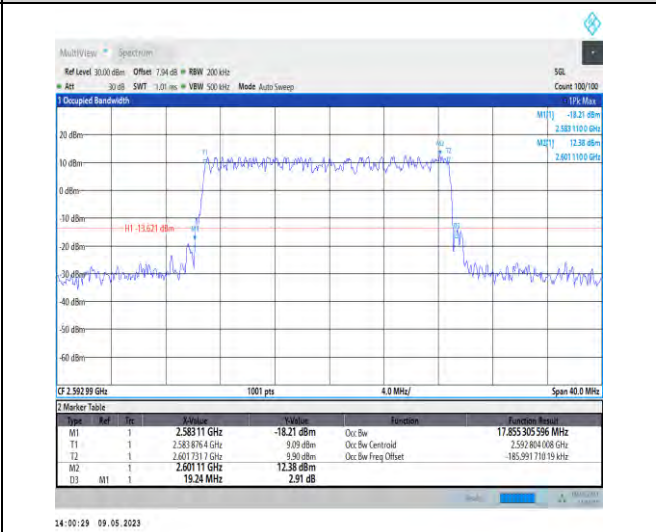 MultiView Spectrum
Ref Level 30.00 dBm Offset 7.94 dB RBW 200 kHz SGL
Att 30 dB SWT 1.01 ms VBW 500 kHz Mode Auto Sweep Count 100/100
1 Occupied Bandwidth 1Pk Max
M1[1] -18.21 dBm
2.583 1100 GHz
M2[1] 12.38 dBm
2.601 1100 GHz
20 dBm
M2
T1 T2
10 dBm
0 dBm
-10 dBm
H1 -13.621 dBm
M1
-20 dBm
-30 dBm
-40 dBm
-50 dBm
-60 dBm
CF 2.592 99 GHz 1001 pts 4.0 MHz/ Span 40.0 MHz
2 Marker Table
Type Ref Trc X-Value Y-Value Function Function Result
M1 1 2.583 11 GHz -18.21 dBm Occ Bw 17.855 305 596 MHz
T1 1 2.583 876 4 GHz 9.09 dBm Occ Bw Centroid 2.592 804 008 GHz
T2 1 2.601 731 7 GHz 9.90 dBm Occ Bw Freq Offset -185.991 710 19 kHz
M2 1 2.601 11 GHz 12.38 dBm
D3 M1 1 19.24 MHz 2.91 dB
14:00:29 09.05.2023